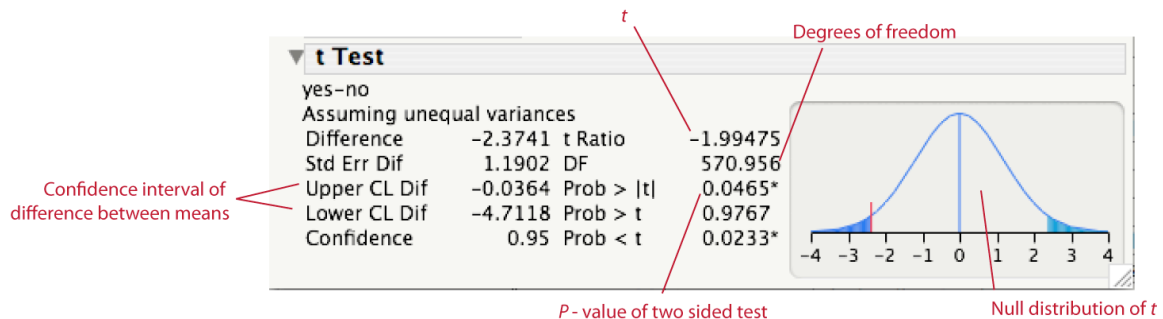 t
Degrees of freedom
t Test
yes-no
Assuming unequal variances
Difference -2.3741 t Ratio -1.99475
Std Err Dif 1.1902 DF 570.956
Upper CL Dif -0.0364 Prob > |t| 0.0465*
Lower CL Dif -4.7118 Prob > t 0.9767
Confidence 0.95 Prob < t 0.0233*
-4 -3 -2 -1 0 1 2 3 4
Confidence interval of
difference between means
P - value of two sided test
Null distribution of t